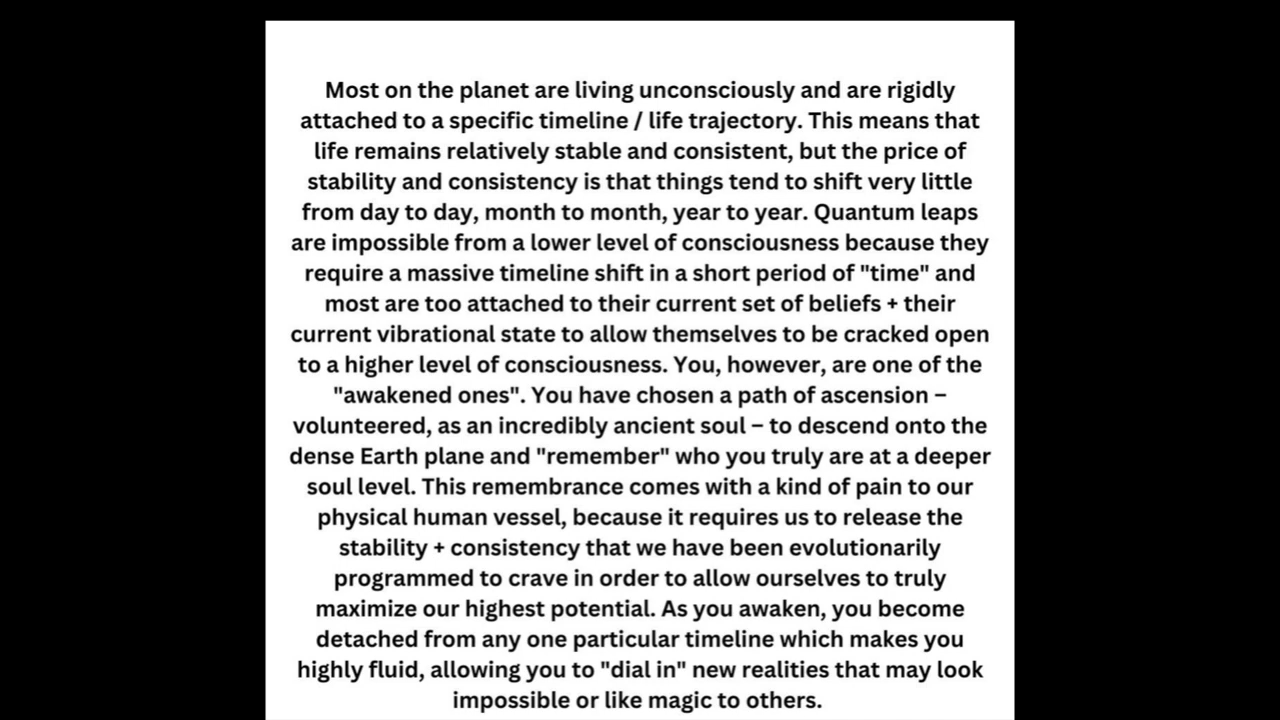 Most on the planet are living unconsciously and are rigidly
attached to a specific timeline / life trajectory. This means that
life remains relatively stable and consistent, but the price of
stability and consistency is that things tend to shift very little
from day to day, month to month, year to year. Quantum leaps
are impossible from a lower level of consciousness because they
require a massive timeline shift in a short period of "time" and
most are too attached to their current set of beliefs + their
current vibrational state to allow themselves to be cracked open
to a higher level of consciousness. You, however, are one of the
"awakened ones". You have chosen a path of ascension –
volunteered, as an incredibly ancient soul – to descend onto the
dense Earth plane and "remember" who you truly are at a deeper
soul level. This remembrance comes with a kind of pain to our
physical human vessel, because it requires us to release the
stability + consistency that we have been evolutionarily
programmed to crave in order to allow ourselves to truly
maximize our highest potential. As you awaken, you become
detached from any one particular timeline which makes you
highly fluid, allowing you to "dial in" new realities that may look
impossible or like magic to others.